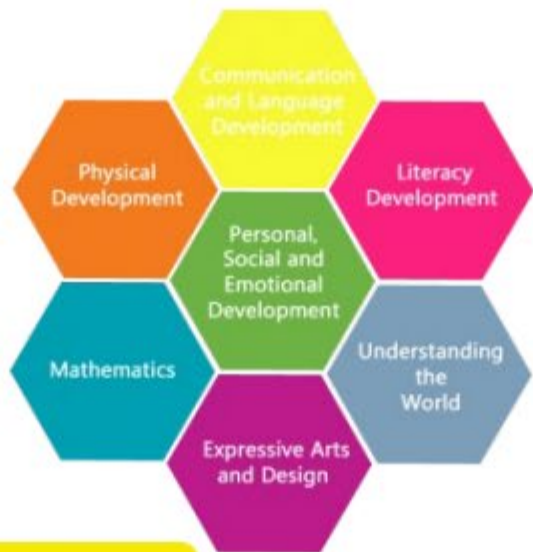 Communication
and Language
Development
Physical
Development
Literacy
Development
Personal,
Social and
Emotional
Development
Mathematics
Understanding
the
World
Expressive Arts
and Design